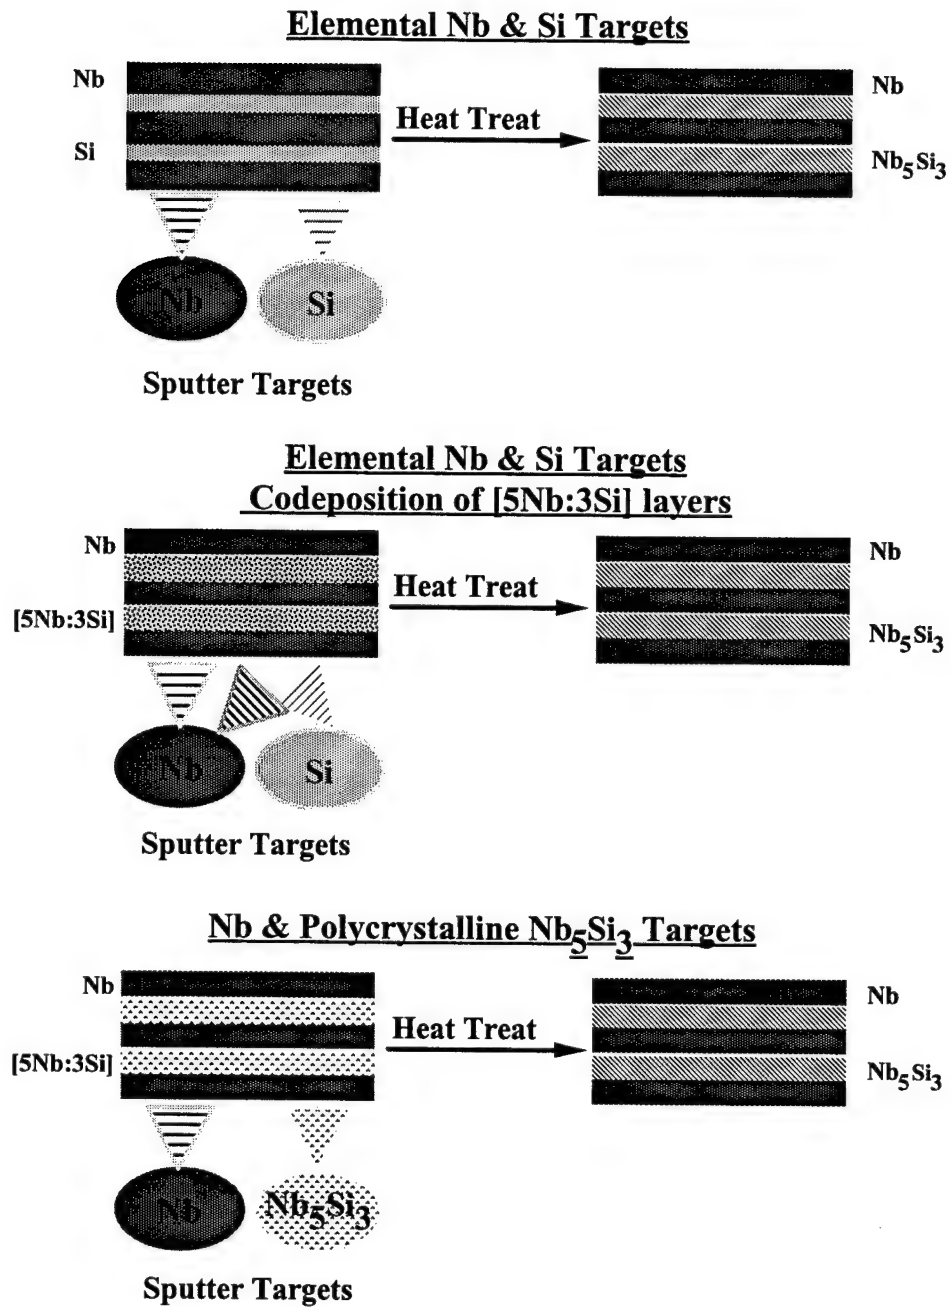 Elemental Nb & Si Targets
Nb
Si
Heat Treat
Nb
Nb5Si3
Nb
Si
Sputter Targets
Elemental Nb & Si Targets
Codeposition of [5Nb:3Si] layers
Nb
[5Nb:3Si]
Heat Treat
Nb
Nb5Si3
Nb
Si
Sputter Targets
Nb & Polycrystalline Nb5Si3 Targets
Nb
[5Nb:3Si]
Heat Treat
Nb
Nb5Si3
Nb
Nb5Si3
Sputter Targets